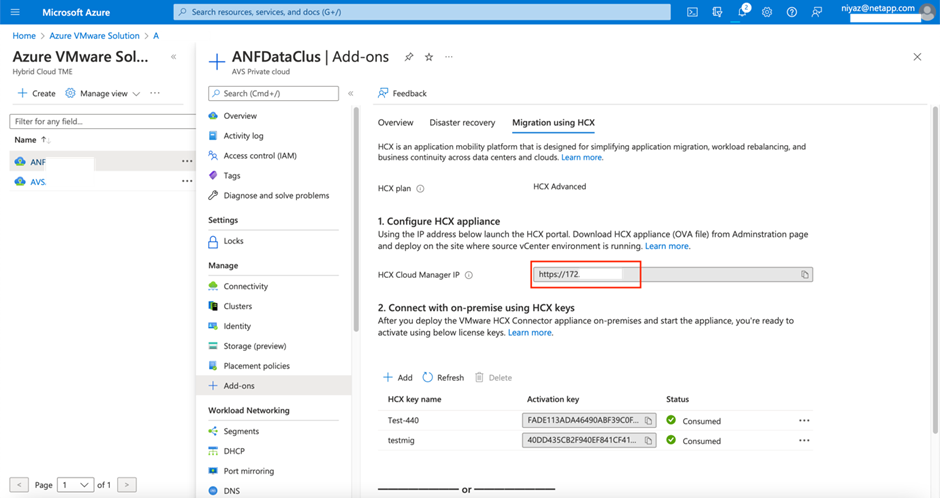 Microsoft Azure
Search resources, services, and docs (G+/)
2
niyaz@netapp.com
Home > Azure VMware Solution > A
Azure VMware Sol... «
Hybrid Cloud TME
+ Create
Manage view
...
Filter for any field...
Name ↑↓
ANF
...
AVS.
...
< Page 1 of 1 >
ANFDataClus | Add-ons
...
AVS Private cloud
Search (Cmd+/)
«
Overview
Activity log
Access control (IAM)
Tags
Diagnose and solve problems
Settings
Locks
Manage
Connectivity
Clusters
Identity
Storage (preview)
Placement policies
Add-ons
Workload Networking
Segments
DHCP
Port mirroring
DNS
Feedback
Overview Disaster recovery Migration using HCX
HCX is an application mobility platform that is designed for simplifying application migration, workload rebalancing, and
business continuity across data centers and clouds. Learn more.
HCX plan HCX Advanced
1. Configure HCX appliance
Using the IP address below launch the HCX portal. Download HCX appliance (OVA file) from Adminstration page
and deploy on the site where source vCenter environment is running. Learn more.
HCX Cloud Manager IP https://172.
2. Connect with on-premise using HCX keys
After you deploy the VMware HCX Connector appliance on-premises and start the appliance, you're ready to
activate using below license keys. Learn more.
+ Add Refresh Delete
HCX key name Activation key Status
Test-440 FADE113ADA46490ABF39C0F... Consumed ...
testmig 40DD435CB2F940EF841CF41... Consumed ...
or